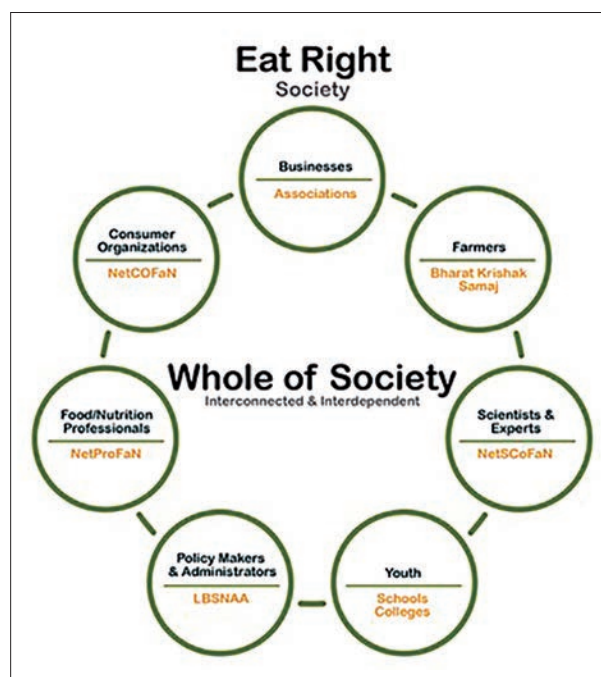 Eat Right
Society
Businesses
Associations
Farmers
Bharat Krishak
Samaj
Scientists &
Experts
NetSCoFaN
Youth
Schools
Colleges
Policy Makers
& Administrators
LBSNAA
Food/Nutrition
Professionals
NetProFaN
Consumer
Organizations
NetCOFaN
Whole of Society
Interconnected & Interdependent